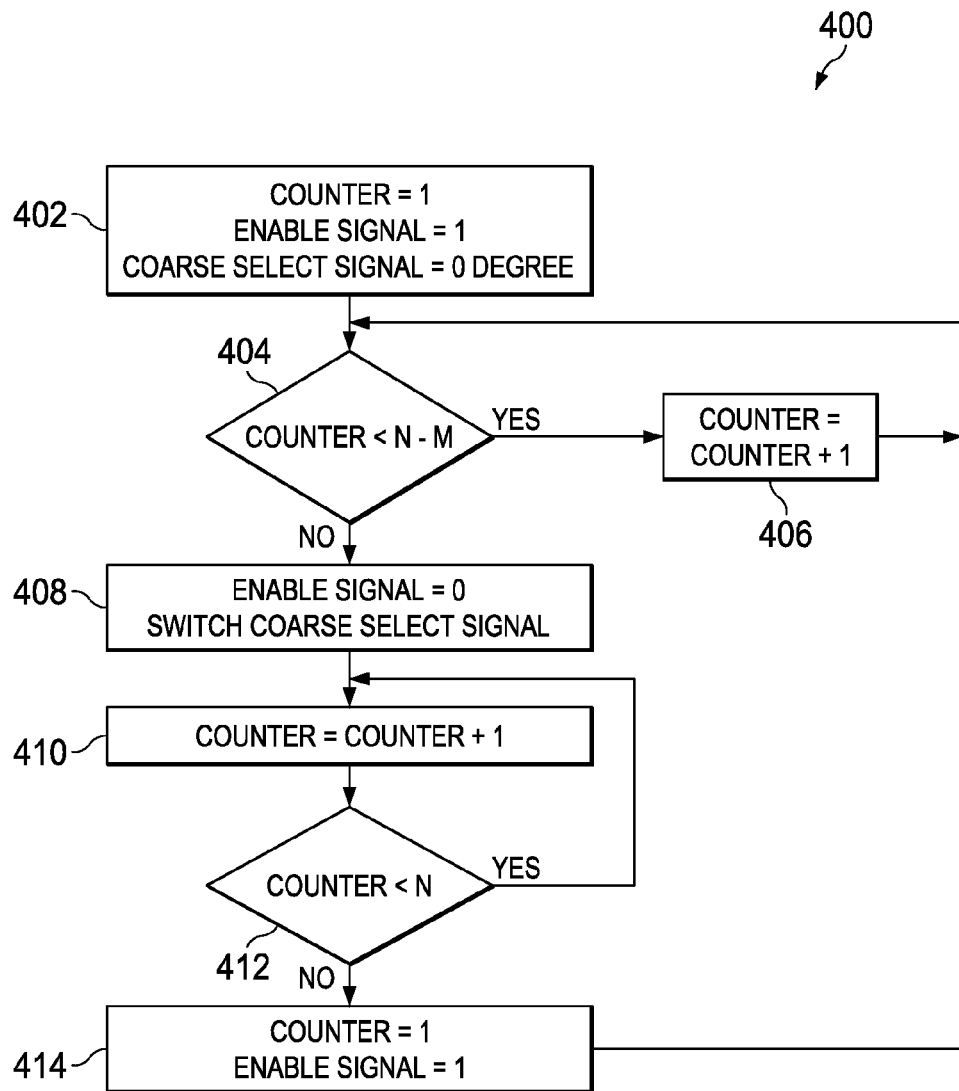 400
402
COUNTER = 1
ENABLE SIGNAL = 1
COARSE SELECT SIGNAL = 0 DEGREE
404
COUNTER < N - M
YES
COUNTER =
COUNTER + 1
406
NO
408
ENABLE SIGNAL = 0
SWITCH COARSE SELECT SIGNAL
410
COUNTER = COUNTER + 1
COUNTER < N
YES
412
NO
414
COUNTER = 1
ENABLE SIGNAL = 1